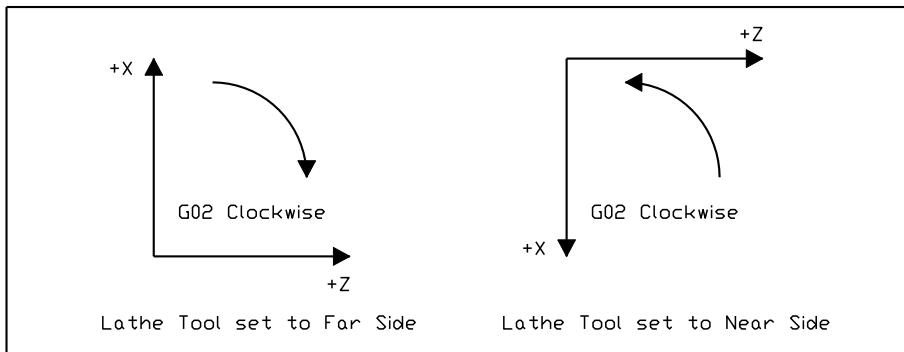 +X
G02 Clockwise
+Z
Lathe Tool set to Far Side
+Z
G02 Clockwise
+X
Lathe Tool set to Near Side